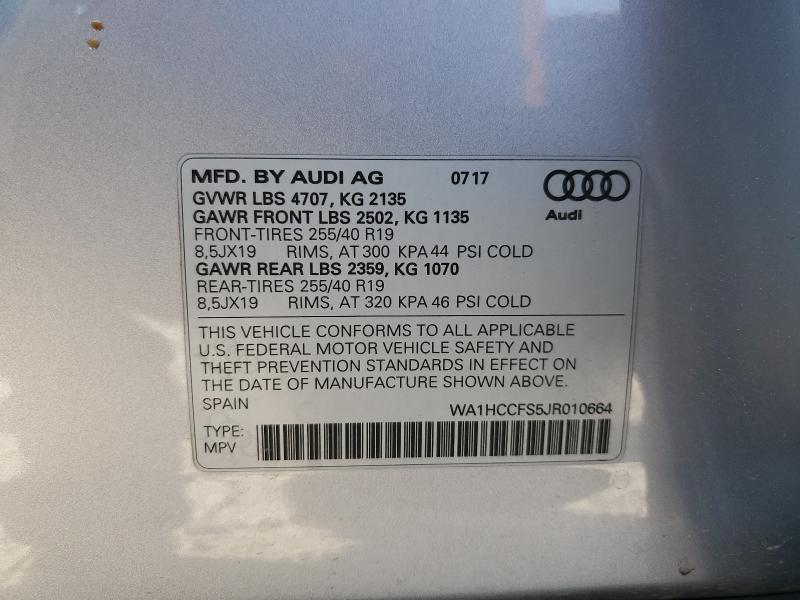 MFD. BY AUDI AG 0717
GVWR LBS 4707, KG 2135
GAWR FRONT LBS 2502, KG 1135
Audi
FRONT-TIRES 255/40 R19
8,5JX19 RIMS, AT 300 KPA 44 PSI COLD
GAWR REAR LBS 2359, KG 1070
REAR-TIRES 255/40 R19
8,5JX19 RIMS, AT 320 KPA 46 PSI COLD
THIS VEHICLE CONFORMS TO ALL APPLICABLE
U.S. FEDERAL MOTOR VEHICLE SAFETY AND
THEFT PREVENTION STANDARDS IN EFFECT ON
THE DATE OF MANUFACTURE SHOWN ABOVE.
SPAIN WA1HCCFS5JR010664
TYPE:
MPV